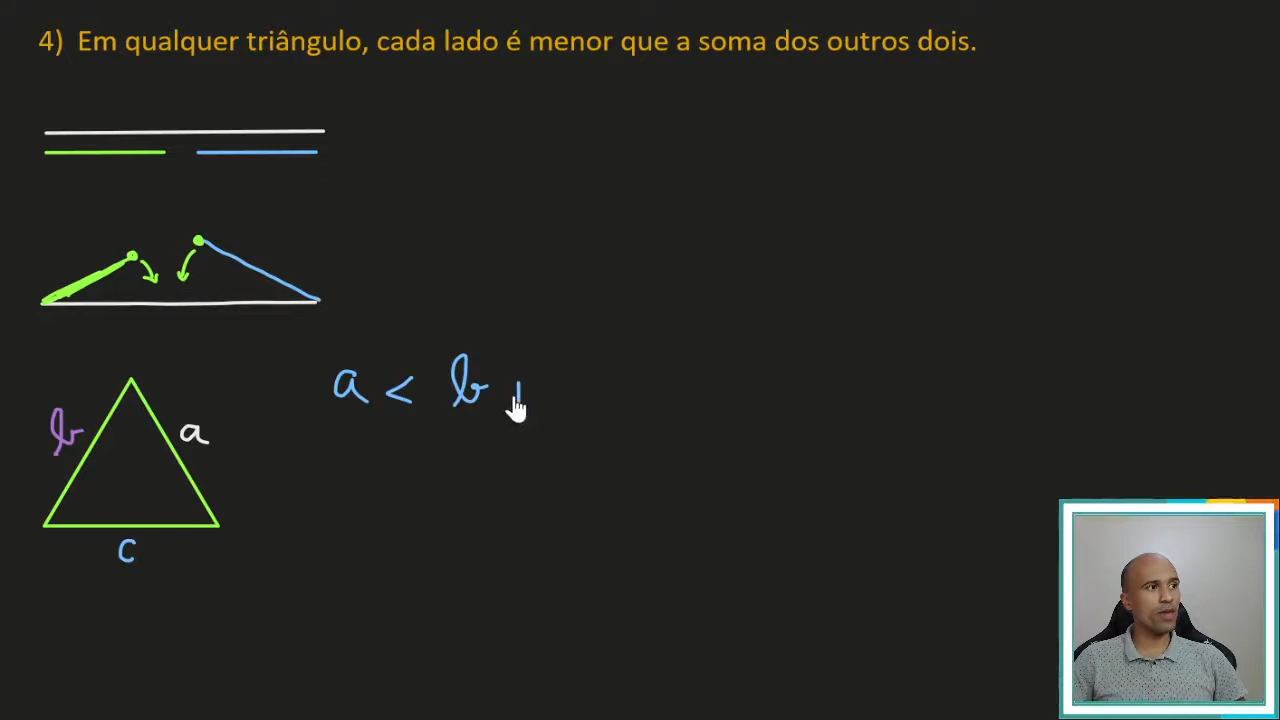 4) Em qualquer triângulo, cada lado é menor que a soma dos outros dois.
a < b
b a
c